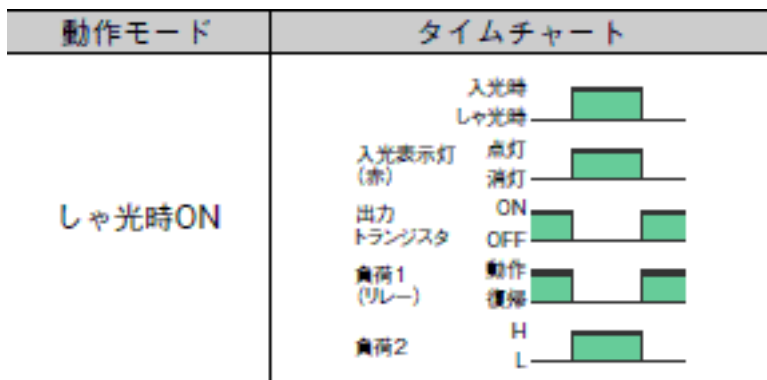 動作モード
タイムチャート
しゃ光時ON
入光時
しゃ光時
入光表示灯
(赤)
点灯
消灯
出力
トランジスタ
ON
OFF
負荷1
(リレー)
動作
復帰
負荷2
H
L